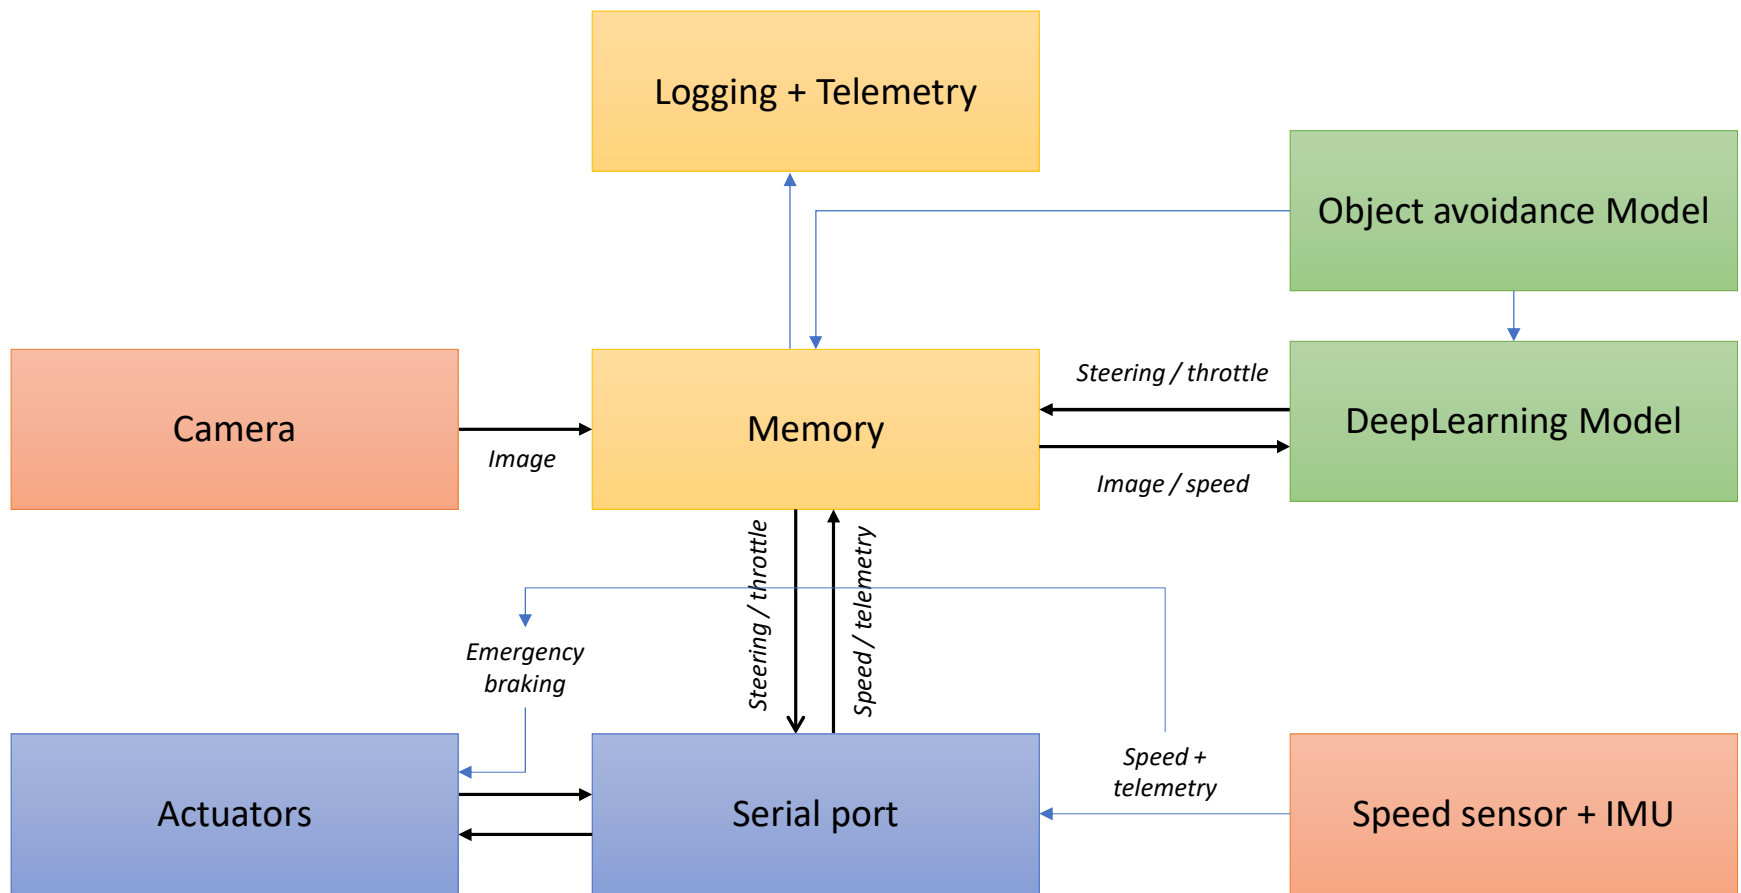 Logging + Telemetry
Object avoidance Model
Steering / throttle
Camera
Memory
DeepLearning Model
Image
Image / speed
Steering / throttle
Speed / telemetry
Emergency
braking
Speed +
telemetry
Actuators
Serial port
Speed sensor + IMU